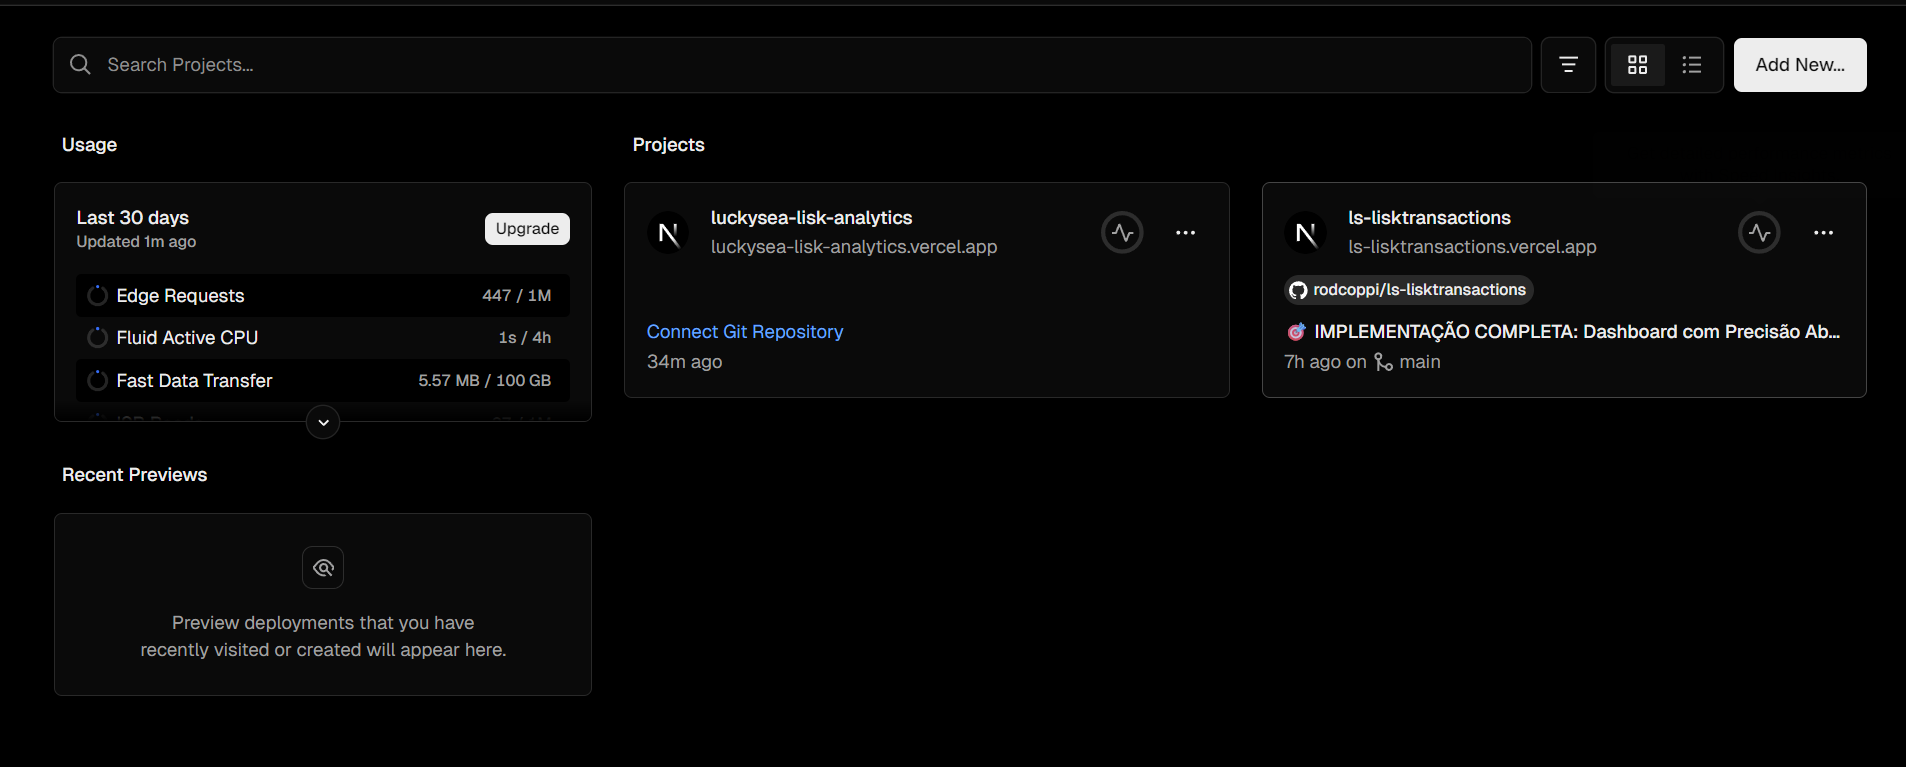 Search Projects...
Add New...
Usage
Last 30 days
Updated 1m ago
Upgrade
Edge Requests 447 / 1M
Fluid Active CPU 1s / 4h
Fast Data Transfer 5.57 MB / 100 GB
Recent Previews
Preview deployments that you have
recently visited or created will appear here.
Projects
luckysea-lisk-analytics
luckysea-lisk-analytics.vercel.app
Connect Git Repository
34m ago
ls-lisktransactions
ls-lisktransactions.vercel.app
rodcoppi/ls-lisktransactions
🎯 IMPLEMENTAÇÃO COMPLETA: Dashboard com Precisão Ab...
7h ago on main